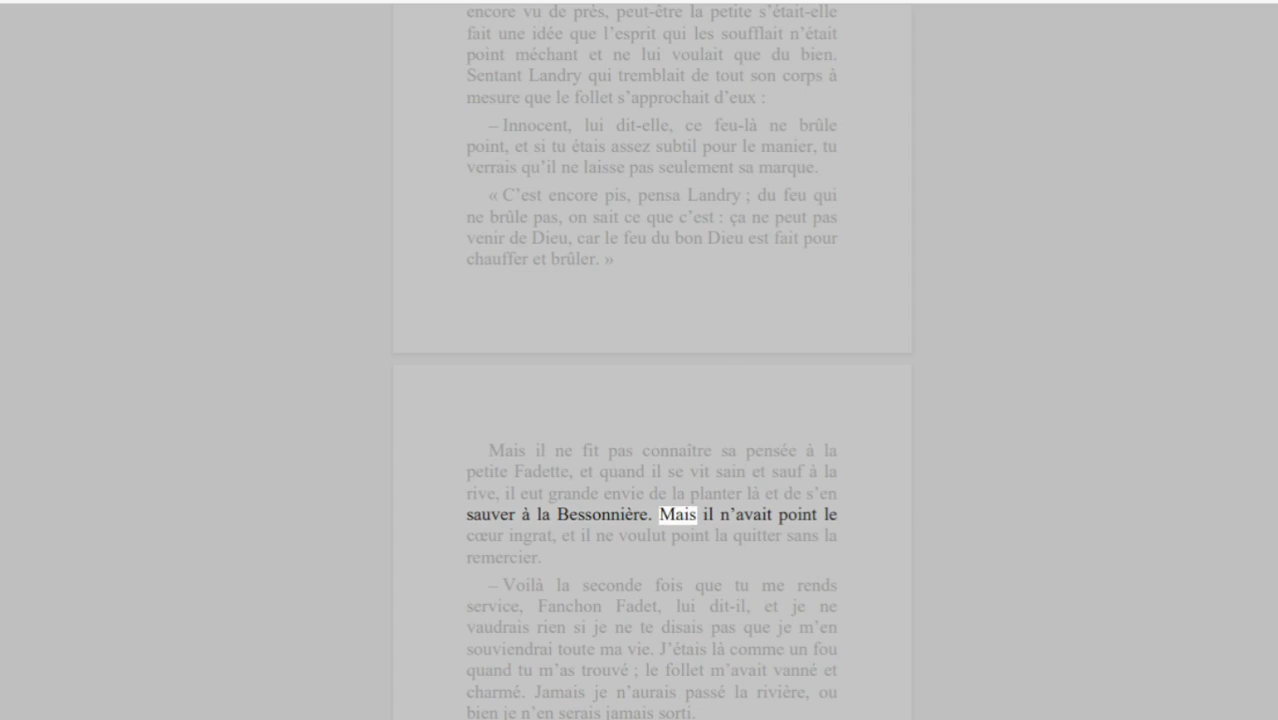 encore vu de près, peut-être la petite s’était-elle
fait une idée que l’esprit qui les soufflait n’était
point méchant et ne lui voulait que du bien.
Sentant Landry qui tremblait de tout son corps à
mesure que le follet s’approchait d’eux :
– Innocent, lui dit-elle, ce feu-là ne brûle
point, et si tu étais assez subtil pour le manier, tu
verrais qu’il ne laisse pas seulement sa marque.
« C’est encore pis, pensa Landry ; du feu qui
ne brûle pas, on sait ce que c’est : ça ne peut pas
venir de Dieu, car le feu du bon Dieu est fait pour
chauffer et brûler. »
Mais il ne fit pas connaître sa pensée à la
petite Fadette, et quand il se vit sain et sauf à la
rive, il eut grande envie de la planter là et de s’en
sauver à la Bessonnière. Mais il n’avait point le
cœur ingrat, et il ne voulut point la quitter sans la
remercier.
– Voilà la seconde fois que tu me rends
service, Fanchon Fadet, lui dit-il, et je ne
vaudrais rien si je ne te disais pas que je m’en
souviendrai toute ma vie. J’étais là comme un fou
quand tu m’as trouvé ; le follet m’avait vanné et
charmé. Jamais je n’aurais passé la rivière, ou
bien je n’en serais jamais sorti.